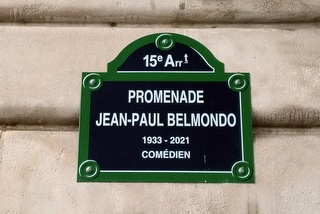 15e Arrt
PROMENADE
JEAN-PAUL BELMONDO
1933 - 2021
COMÉDIEN